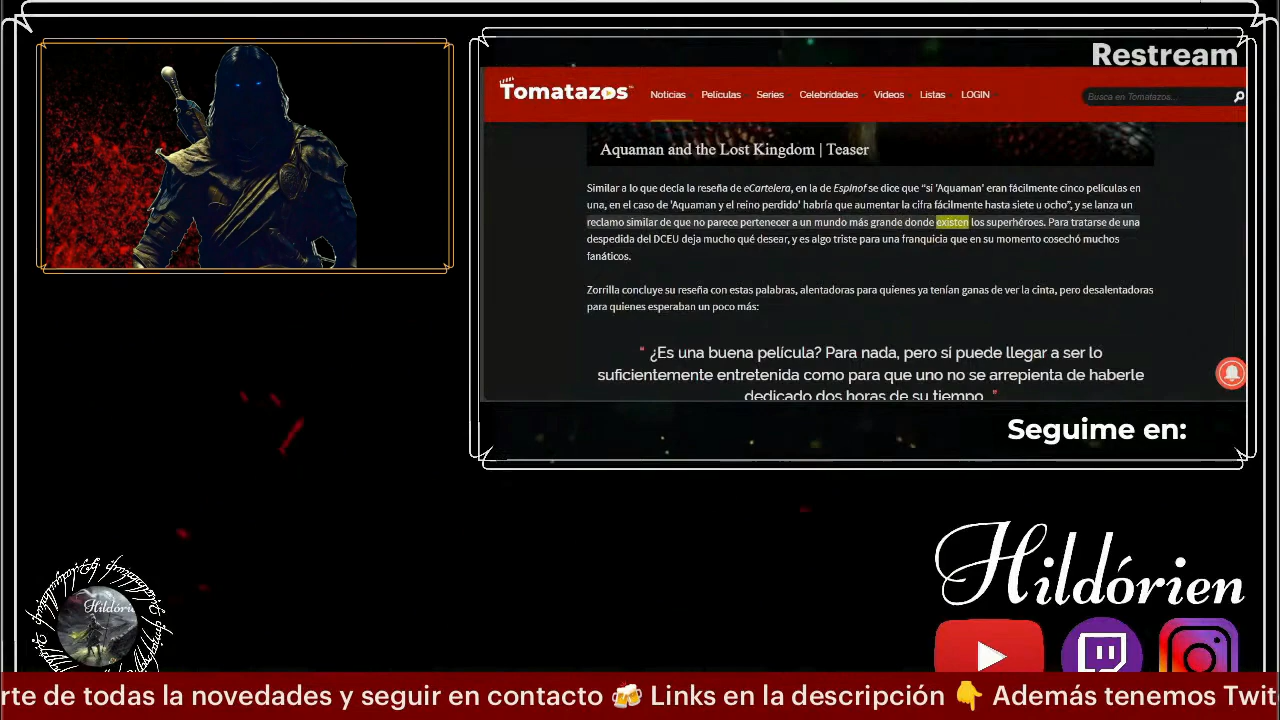 Restream
Tomatazos
Noticias Películas Series Celebridades Videos Listas LOGIN
Busca en Tomatazos...
Aquaman and the Lost Kingdom | Teaser
Similar a lo que decía la reseña de eCartelera, en la de Espinof se dice que “si 'Aquaman' eran fácilmente cinco películas en
una, en el caso de 'Aquaman y el reino perdido' habría que aumentar la cifra fácilmente hasta siete u ocho”, y se lanza un
reclamo similar de que no parece pertenecer a un mundo más grande donde existen los superhéroes. Para tratarse de una
despedida del DCEU deja mucho qué desear, y es algo triste para una franquicia que en su momento cosechó muchos
fanáticos.
Zorrilla concluye su reseña con estas palabras, alentadoras para quienes ya tenían ganas de ver la cinta, pero desalentadoras
para quienes esperaban un poco más:
" ¿Es una buena película? Para nada, pero sí puede llegar a ser lo
suficientemente entretenida como para que uno no se arrepienta de haberle
dedicado dos horas de su tiempo. "
Seguime en:
Hildórien
rte de todas la novedades y seguir en contacto 🍻 Links en la descripción 👇 Además tenemos Twit